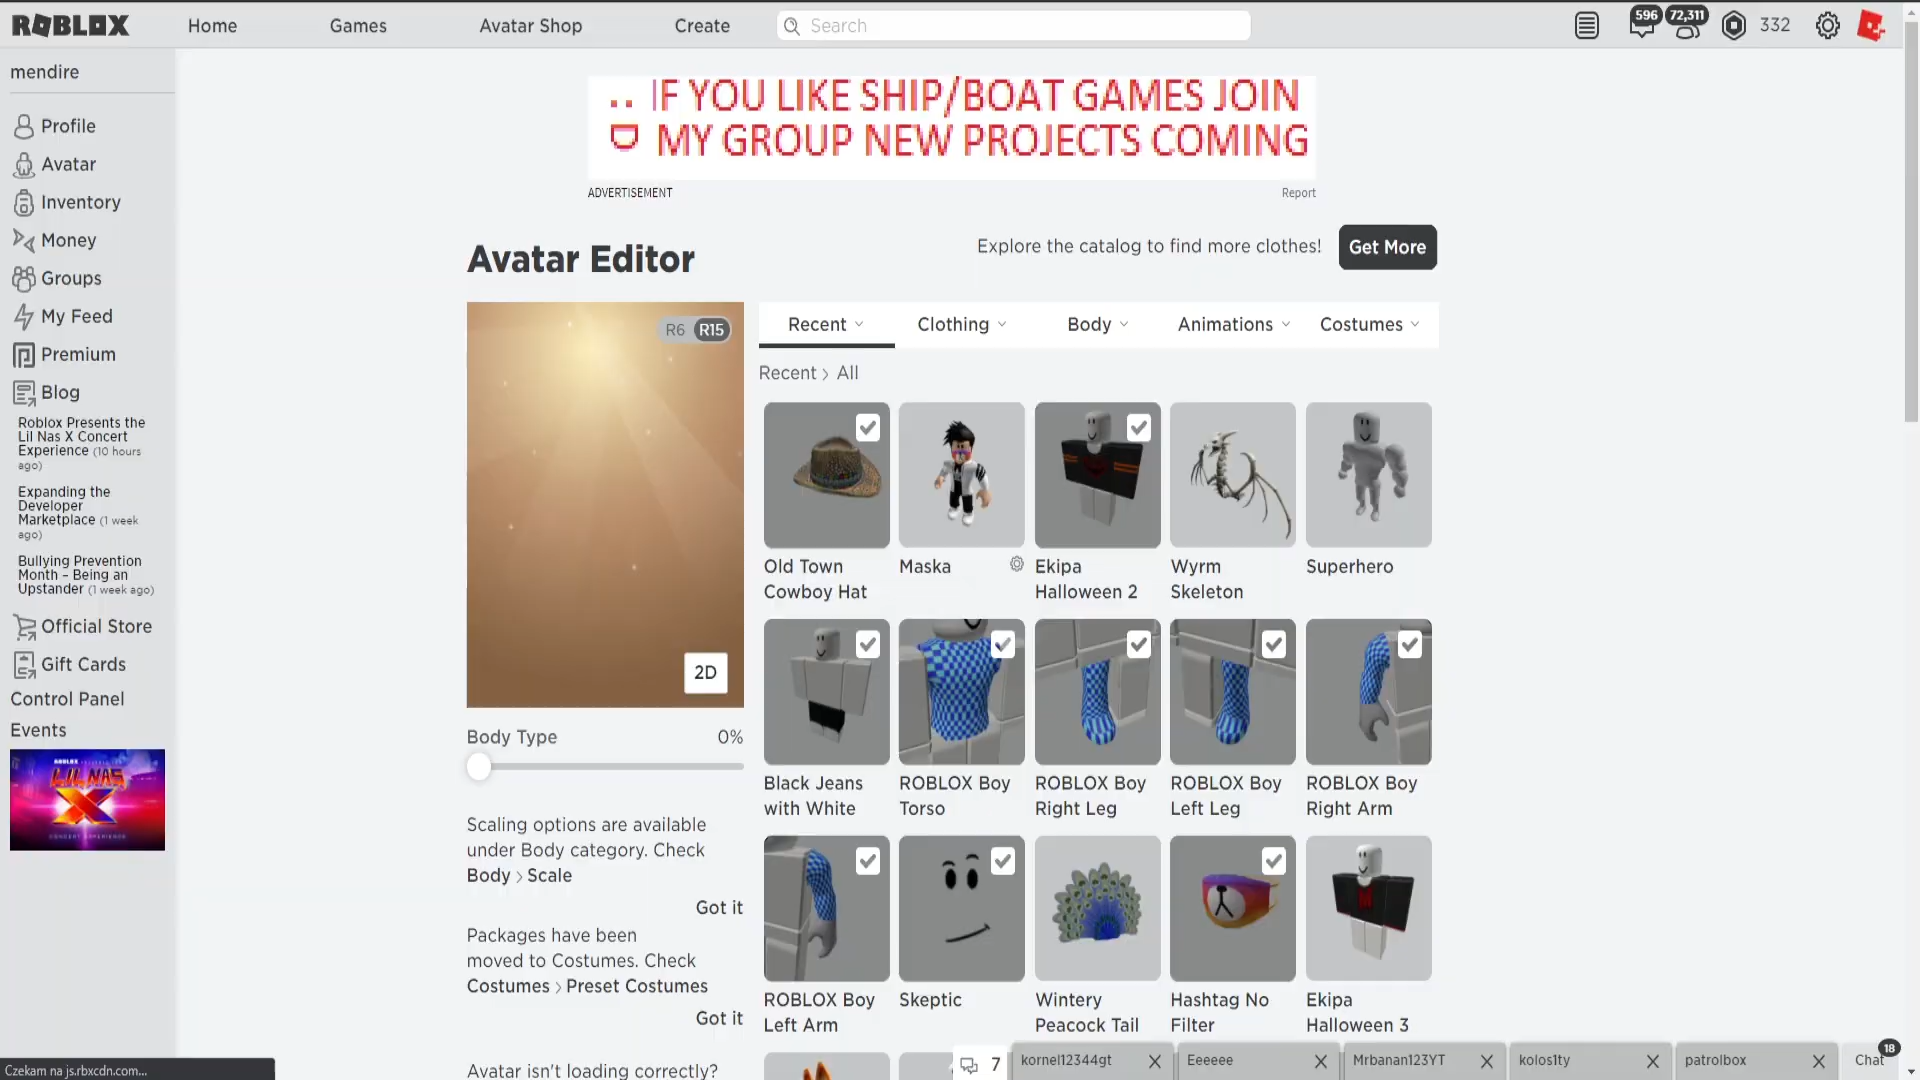 ROBLOX
Home
Games
Avatar Shop
Create
Search
596
72,311
332
mendire
Profile
Avatar
Inventory
Money
Groups
My Feed
Premium
Blog
Roblox Presents the
Lil Nas X Concert
Experience (10 hours
ago)
Expanding the
Developer
Marketplace (1 week
ago)
Bullying Prevention
Month – Being an
Upstander (1 week ago)
Official Store
Gift Cards
Control Panel
Events
ROBLOX
LIL NAS
X
CONCERT EXPERIENCE
IF YOU LIKE SHIP/BOAT GAMES JOIN
MY GROUP NEW PROJECTS COMING
ADVERTISEMENT
Report
Avatar Editor
Explore the catalog to find more clothes!
Get More
R6
R15
2D
Body Type
0%
Scaling options are available
under Body category. Check
Body > Scale
Got it
Packages have been
moved to Costumes. Check
Costumes > Preset Costumes
Got it
Avatar isn't loading correctly?
Recent
Clothing
Body
Animations
Costumes
Recent > All
Old Town
Cowboy Hat
Maska
Ekipa
Halloween 2
Wyrm
Skeleton
Superhero
Black Jeans
with White
ROBLOX Boy
Torso
ROBLOX Boy
Right Leg
ROBLOX Boy
Left Leg
ROBLOX Boy
Right Arm
ROBLOX Boy
Left Arm
Skeptic
Wintery
Peacock Tail
Hashtag No
Filter
Ekipa
Halloween 3
7
kornel12344gt
Eeeeee
Mrbanan123YT
kolos1ty
patrolbox
Chat
18
Czekam na js.rbxcdn.com...